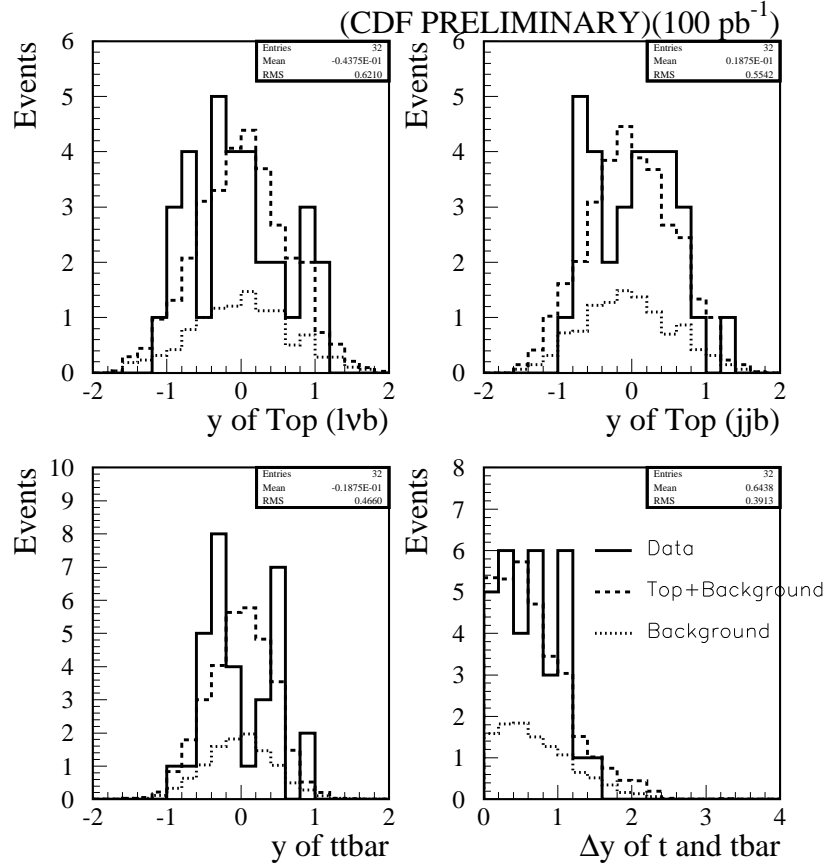 (CDF PRELIMINARY)(100 pb-1)
Events
6
5
4
3
2
1
0
-2 -1 0 1 2
y of Top (lνb)
Entries 32
Mean -0.4375E-01
RMS 0.6210
Events
6
5
4
3
2
1
0
-2 -1 0 1 2
y of Top (jjb)
Entries 32
Mean 0.1875E-01
RMS 0.5542
Events
10
9
8
7
6
5
4
3
2
1
0
-2 -1 0 1 2
y of ttbar
Entries 32
Mean -0.1875E-01
RMS 0.4660
Events
8
7
6
5
4
3
2
1
0
0 1 2 3 4
Δy of t and tbar
Entries 32
Mean 0.6438
RMS 0.3913
Data
Top+Background
Background